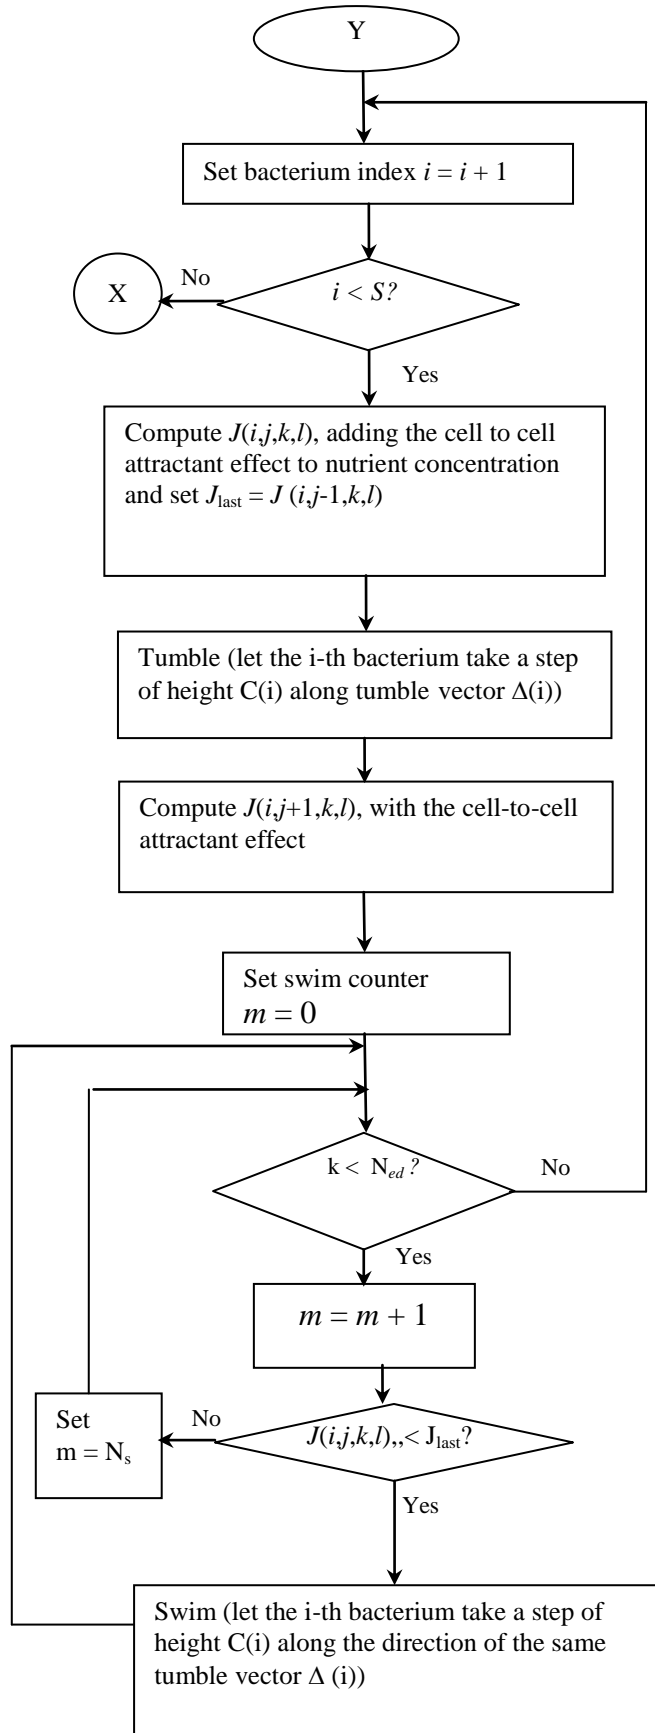 Y
Set bacterium index i = i + 1
No
X
i < S?
Yes
Compute J(i,j,k,l), adding the cell to cell
attractant effect to nutrient concentration
and set Jlast = J (i,j-1,k,l)
Tumble (let the i-th bacterium take a step
of height C(i) along tumble vector Δ(i))
Compute J(i,j+1,k,l), with the cell-to-cell
attractant effect
Set swim counter
m = 0
k < Ned ?
No
Yes
m = m + 1
Set
m = Ns
No
J(i,j,k,l),,< Jlast?
Yes
Swim (let the i-th bacterium take a step of
height C(i) along the direction of the same
tumble vector Δ (i))